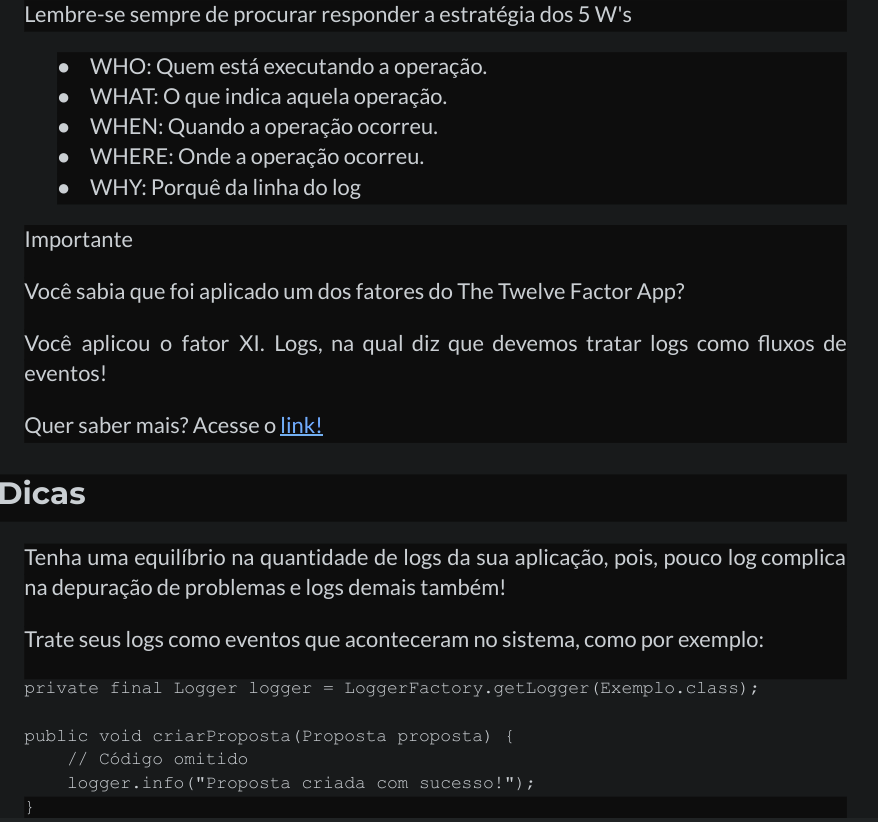 Lembre-se sempre de procurar responder a estratégia dos 5 W's
● WHO: Quem está executando a operação.
● WHAT: O que indica aquela operação.
● WHEN: Quando a operação ocorreu.
● WHERE: Onde a operação ocorreu.
● WHY: Porquê da linha do log
Importante
Você sabia que foi aplicado um dos fatores do The Twelve Factor App?
Você aplicou o fator XI. Logs, na qual diz que devemos tratar logs como fluxos de
eventos!
Quer saber mais? Acesse o link!
Dicas
Tenha uma equilíbrio na quantidade de logs da sua aplicação, pois, pouco log complica
na depuração de problemas e logs demais também!
Trate seus logs como eventos que aconteceram no sistema, como por exemplo:
private final Logger logger = LoggerFactory.getLogger(Exemplo.class);
public void criarProposta(Proposta proposta) {
    // Código omitido
    logger.info("Proposta criada com sucesso!");
}